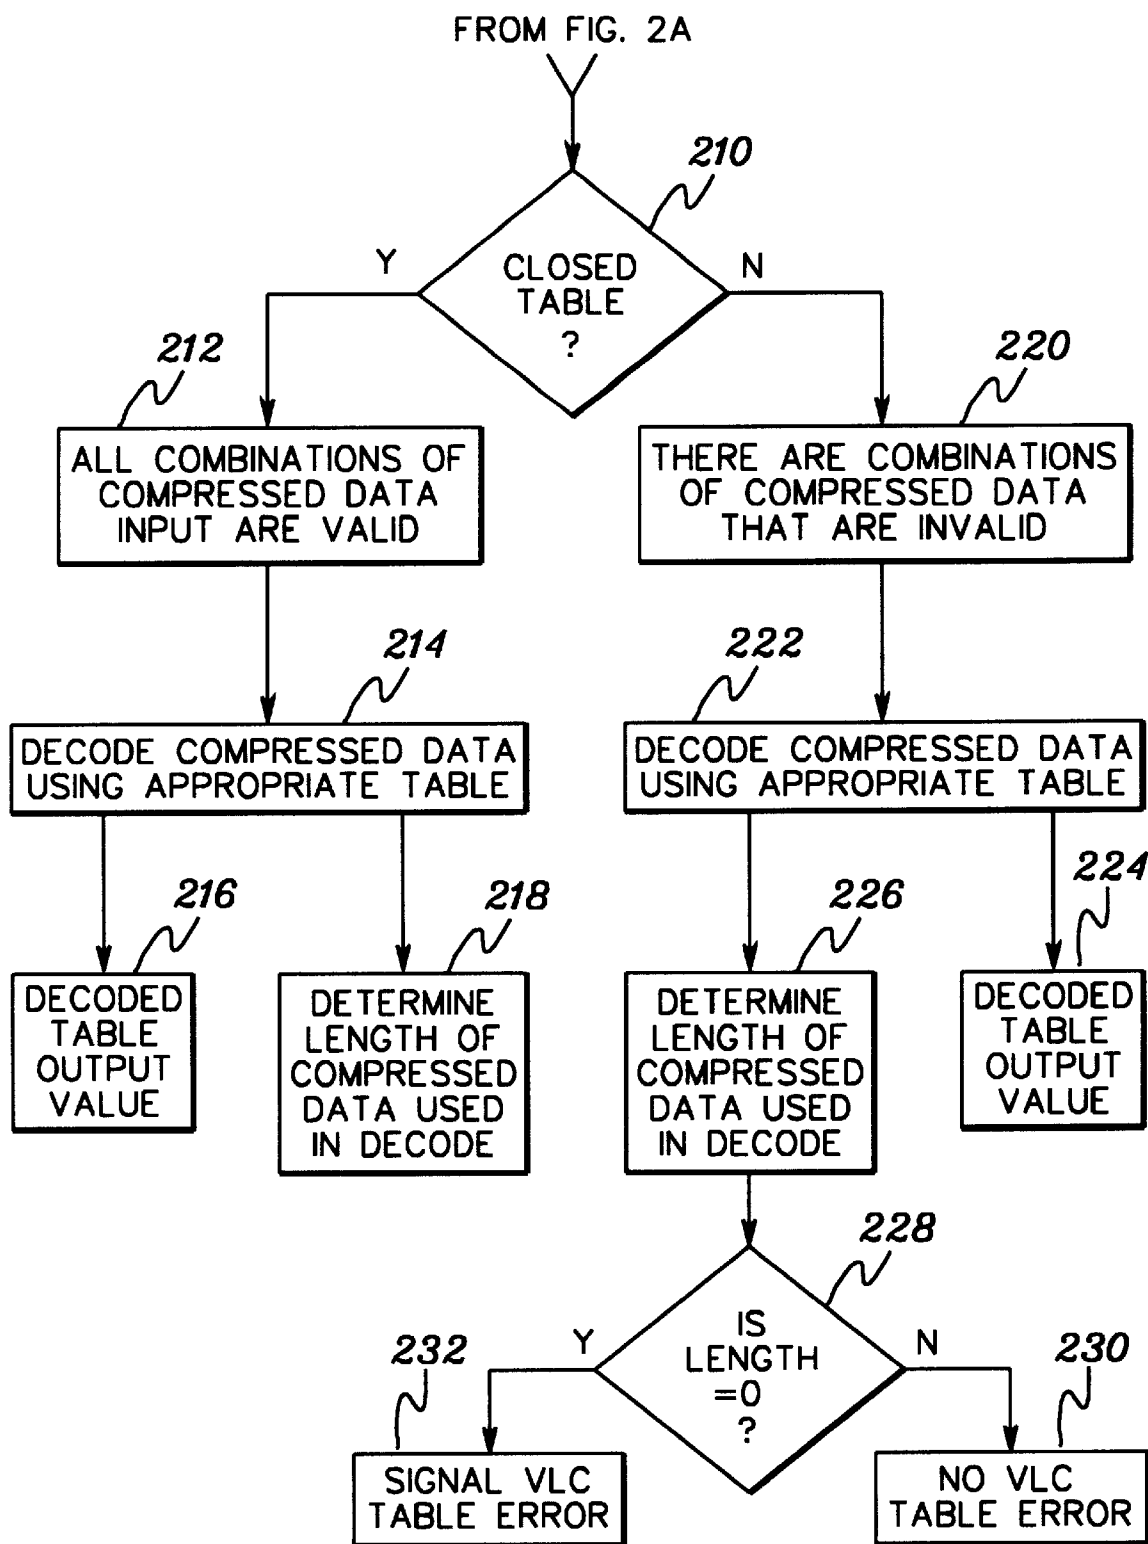 FROM FIG. 2A
210
Y
CLOSED
TABLE
?
N
212
ALL COMBINATIONS OF
COMPRESSED DATA
INPUT ARE VALID
220
THERE ARE COMBINATIONS
OF COMPRESSED DATA
THAT ARE INVALID
214
DECODE COMPRESSED DATA
USING APPROPRIATE TABLE
222
DECODE COMPRESSED DATA
USING APPROPRIATE TABLE
216
DECODED
TABLE
OUTPUT
VALUE
218
DETERMINE
LENGTH OF
COMPRESSED
DATA USED
IN DECODE
226
DETERMINE
LENGTH OF
COMPRESSED
DATA USED
IN DECODE
224
DECODED
TABLE
OUTPUT
VALUE
228
Y
IS
LENGTH
=0
?
N
232
SIGNAL VLC
TABLE ERROR
230
NO VLC
TABLE ERROR